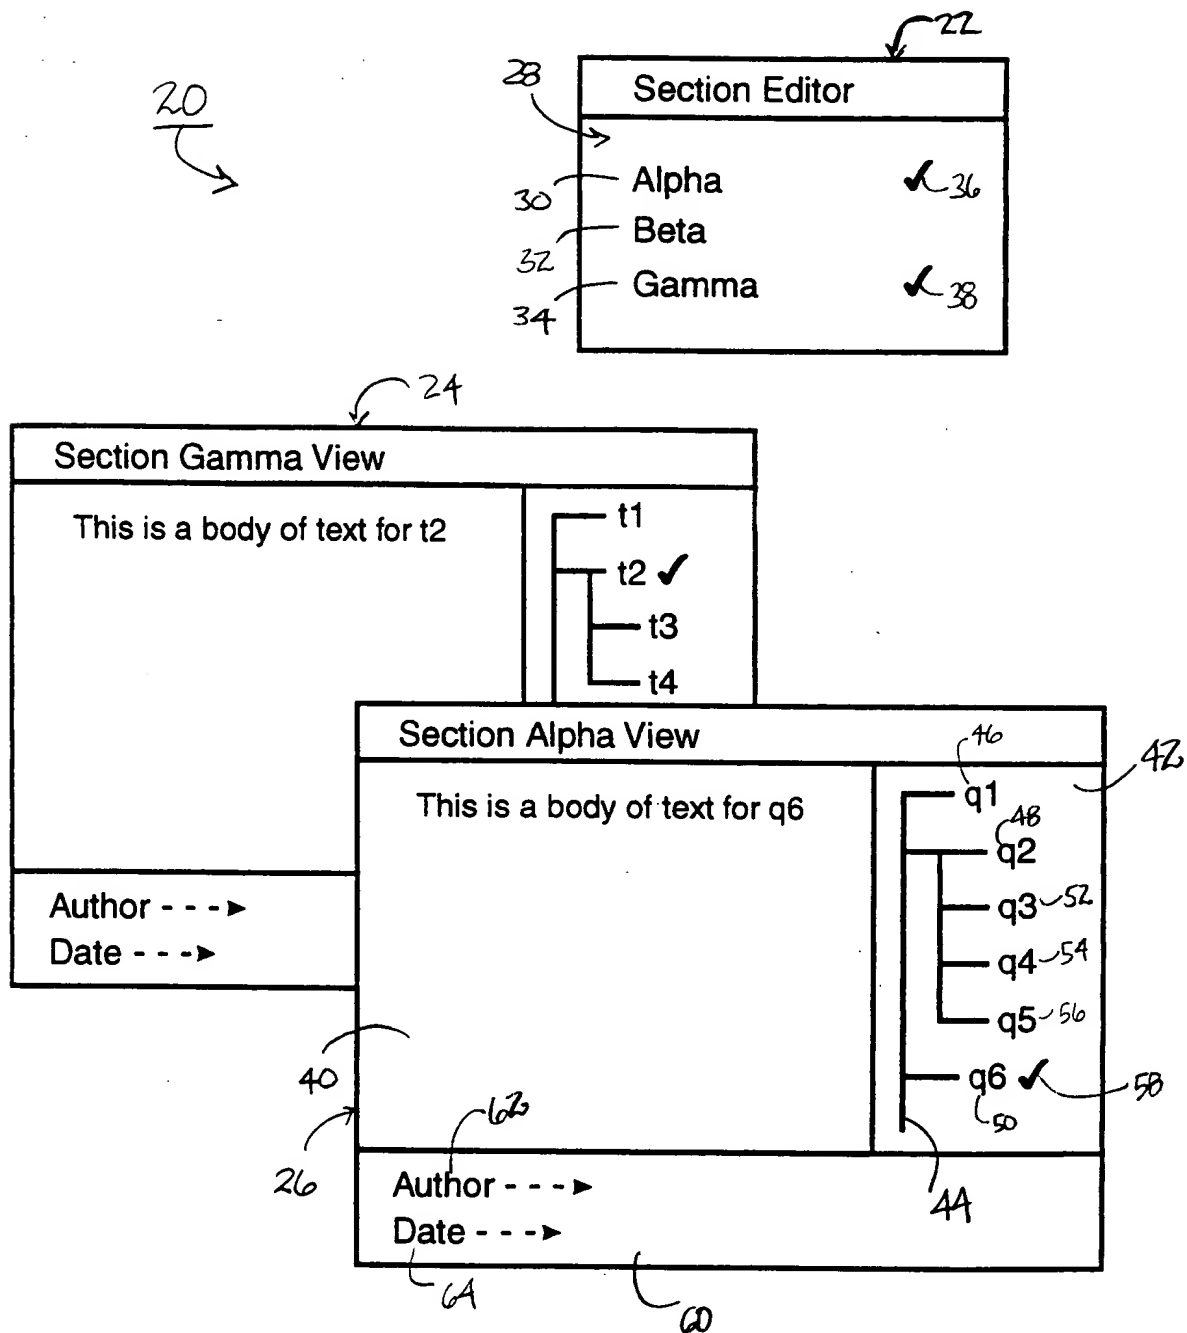 22
Section Editor
28
20
30 Alpha ✓ 36
32 Beta
34 Gamma ✓ 38
24
Section Gamma View
This is a body of text for t2
t1
t2 ✓
t3
t4
Section Alpha View
46
42
This is a body of text for q6
q1
48
q2
q3 52
q4 54
q5 56
q6 ✓ 58
50
Author - - - ►
Date - - - ►
40
62
26
44
Author - - - ►
Date - - - ►
64
60